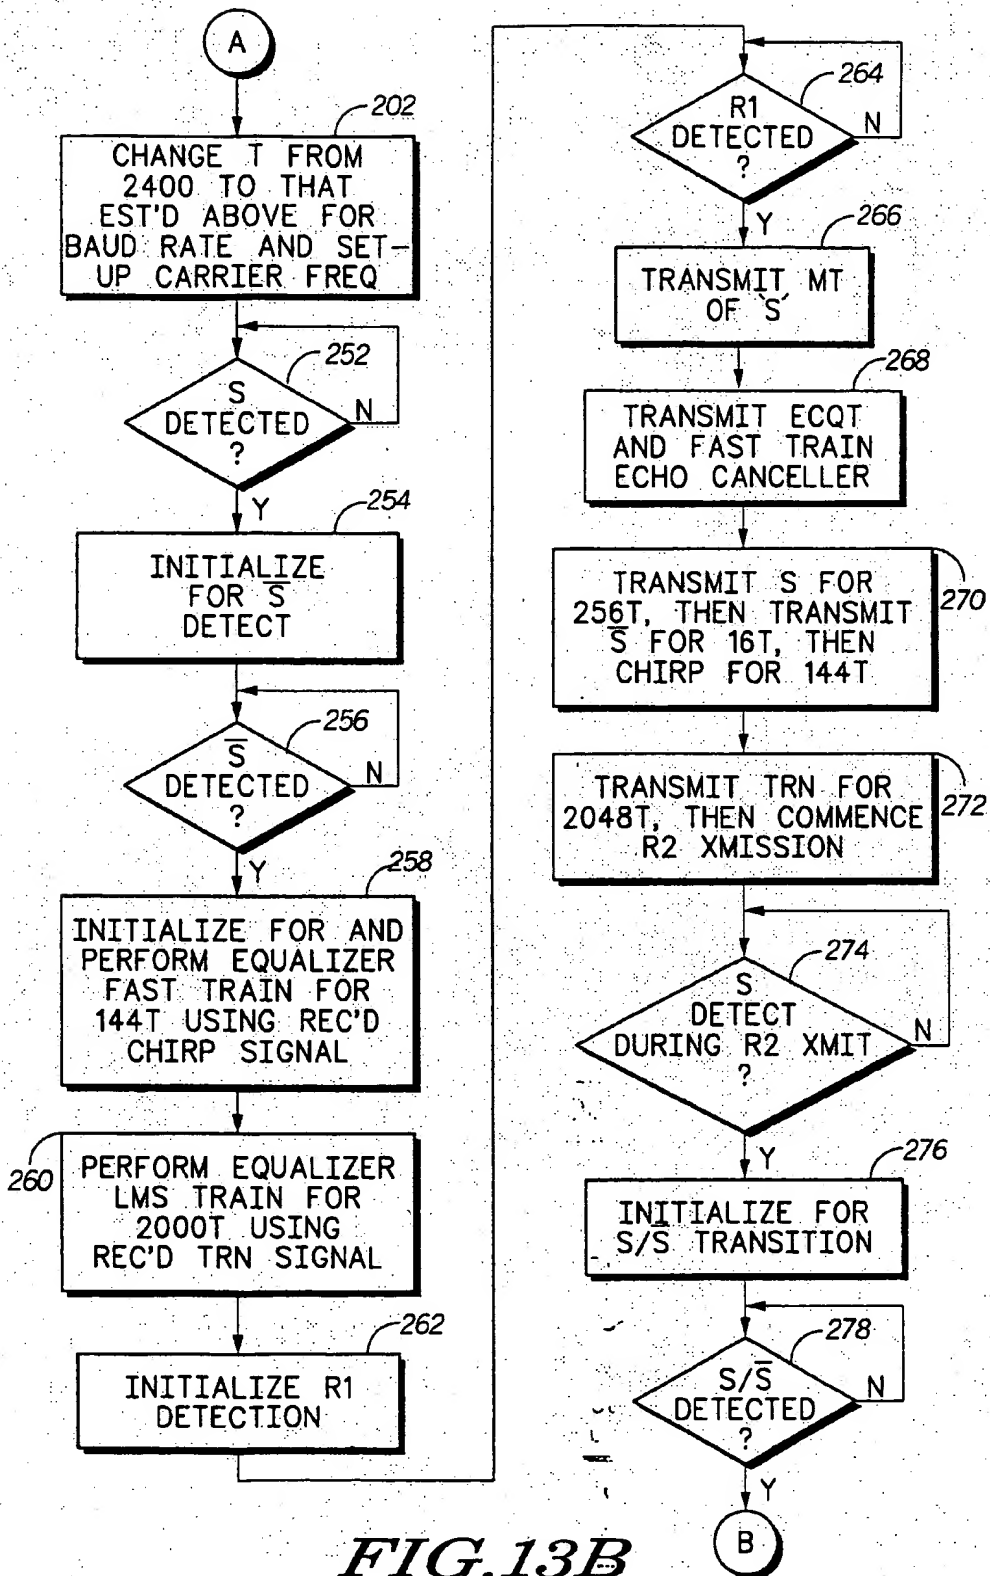 A
202
CHANGE T FROM
2400 TO THAT
EST'D ABOVE FOR
BAUD RATE AND SET-
UP CARRIER FREQ
252
S
DETECTED
?
N
Y
254
INITIALIZE
FOR S̅
DETECT
256
S̅
DETECTED
?
N
Y
258
INITIALIZE FOR AND
PERFORM EQUALIZER
FAST TRAIN FOR
144T USING REC'D
CHIRP SIGNAL
260
PERFORM EQUALIZER
LMS TRAIN FOR
2000T USING
REC'D TRN SIGNAL
262
INITIALIZE R1
DETECTION
264
R1
DETECTED
?
N
Y
266
TRANSMIT MT
OF 'S'
268
TRANSMIT ECQT
AND FAST TRAIN
ECHO CANCELLER
270
TRANSMIT S FOR
256T, THEN TRANSMIT
S̅ FOR 16T, THEN
CHIRP FOR 144T
272
TRANSMIT TRN FOR
2048T, THEN COMMENCE
R2 XMISSION
274
S
DETECT
DURING R2 XMIT
?
N
Y
276
INITIALIZE FOR
S/S̅ TRANSITION
278
S/S̅
DETECTED
?
N
Y
B
FIG.13B